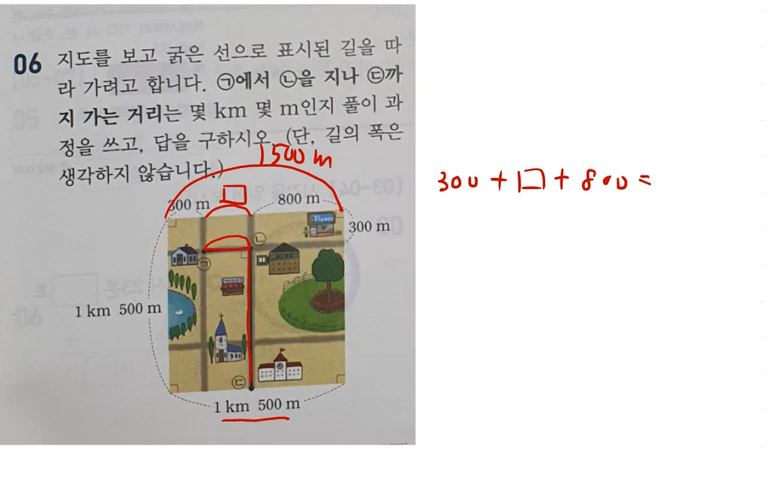 06 지도를 보고 굵은 선으로 표시된 길을 따
라 가려고 합니다. ㉠에서 ㉡을 지나 ㉢까
지 가는 거리는 몇 km 몇 m인지 풀이 과
정을 쓰고, 답을 구하시오. (단, 길의 폭은
생각하지 않습니다.)
1500 m
300 + □ + 800 =
300 m
□
800 m
300 m
㉡
㉠
1 km 500 m
㉢
1 km 500 m